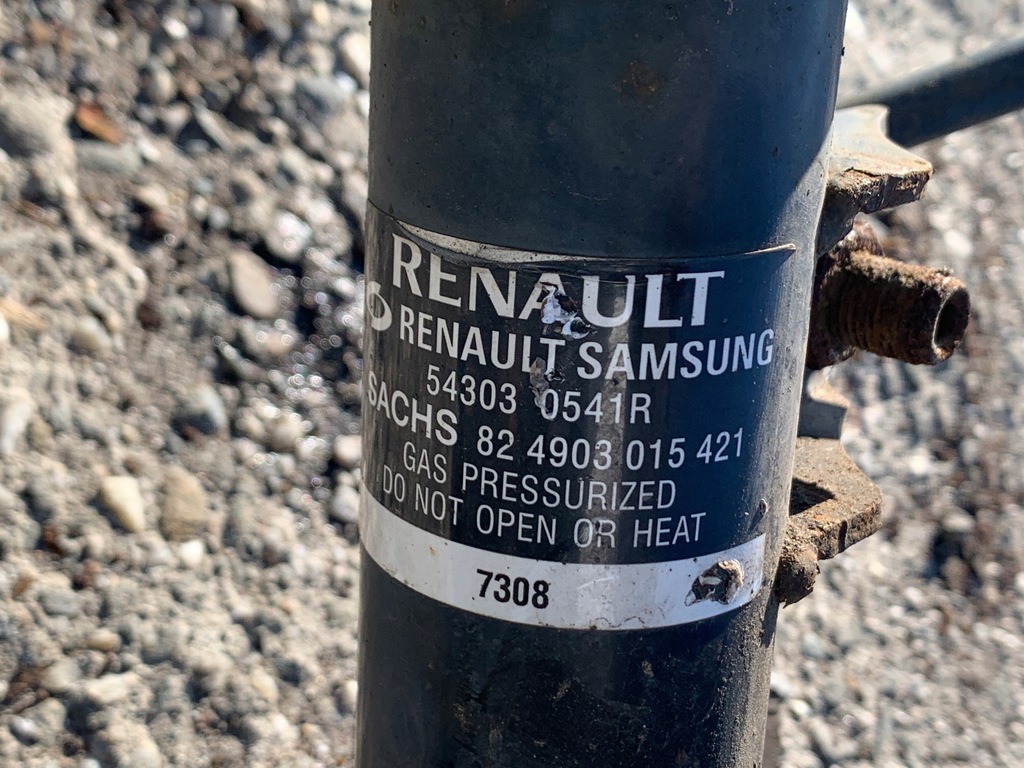 RENAULT
RENAULT SAMSUNG
54303 0541R
SACHS 82 4903 015 421
GAS PRESSURIZED
DO NOT OPEN OR HEAT
7308